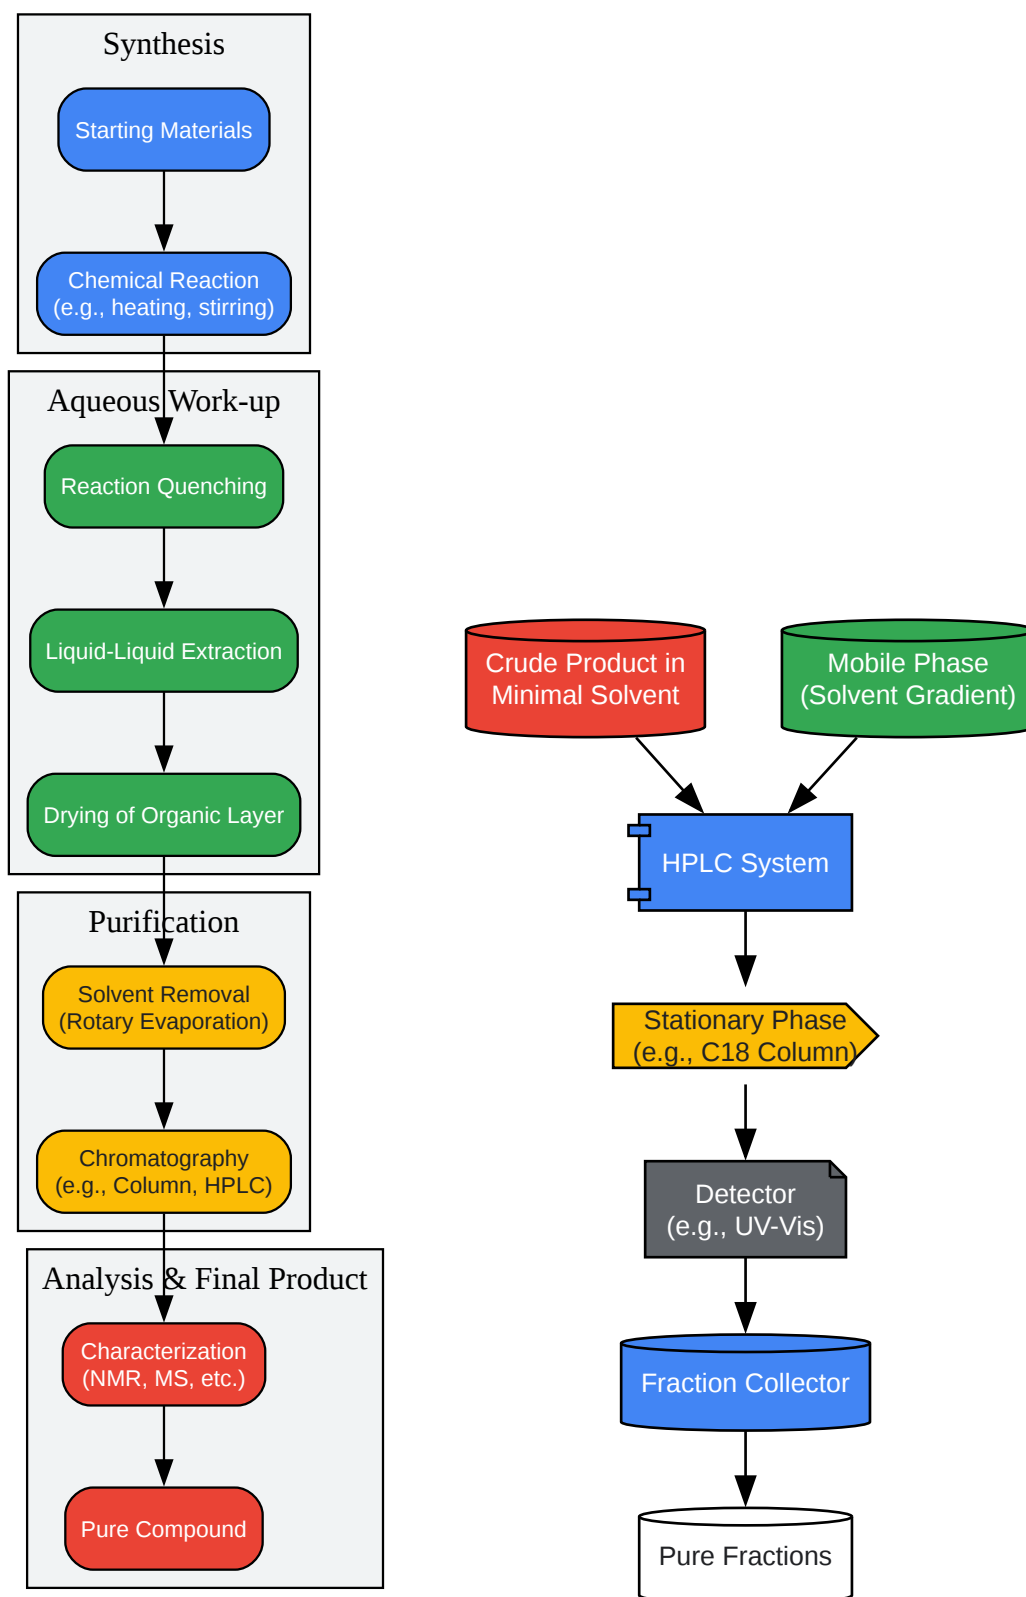 Synthesis
Starting Materials
Chemical Reaction
(e.g., heating, stirring)
Aqueous Work-up
Reaction Quenching
Liquid-Liquid Extraction
Drying of Organic Layer
Purification
Solvent Removal
(Rotary Evaporation)
Chromatography
(e.g., Column, HPLC)
Analysis & Final Product
Characterization
(NMR, MS, etc.)
Pure Compound
Crude Product in
Minimal Solvent
Mobile Phase
(Solvent Gradient)
HPLC System
Stationary Phase
(e.g., C18 Column)
Detector
(e.g., UV-Vis)
Fraction Collector
Pure Fractions